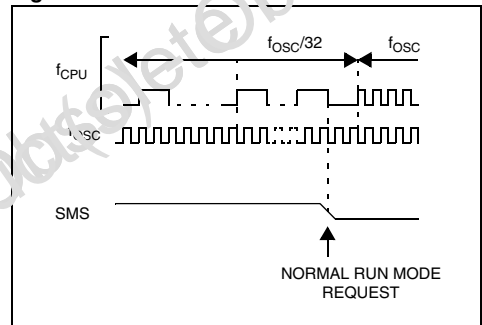 fOSC/32 fOSC
fCPU
SMS
NORMAL RUN MODE
REQUEST